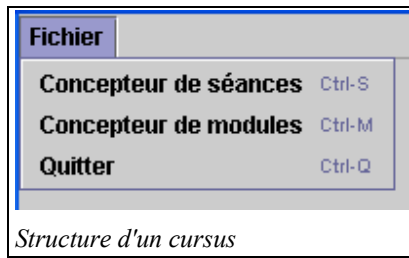 Fichier
Concepteur de séances Ctrl-S
Concepteur de modules Ctrl-M
Quitter Ctrl-Q
Structure d'un cursus